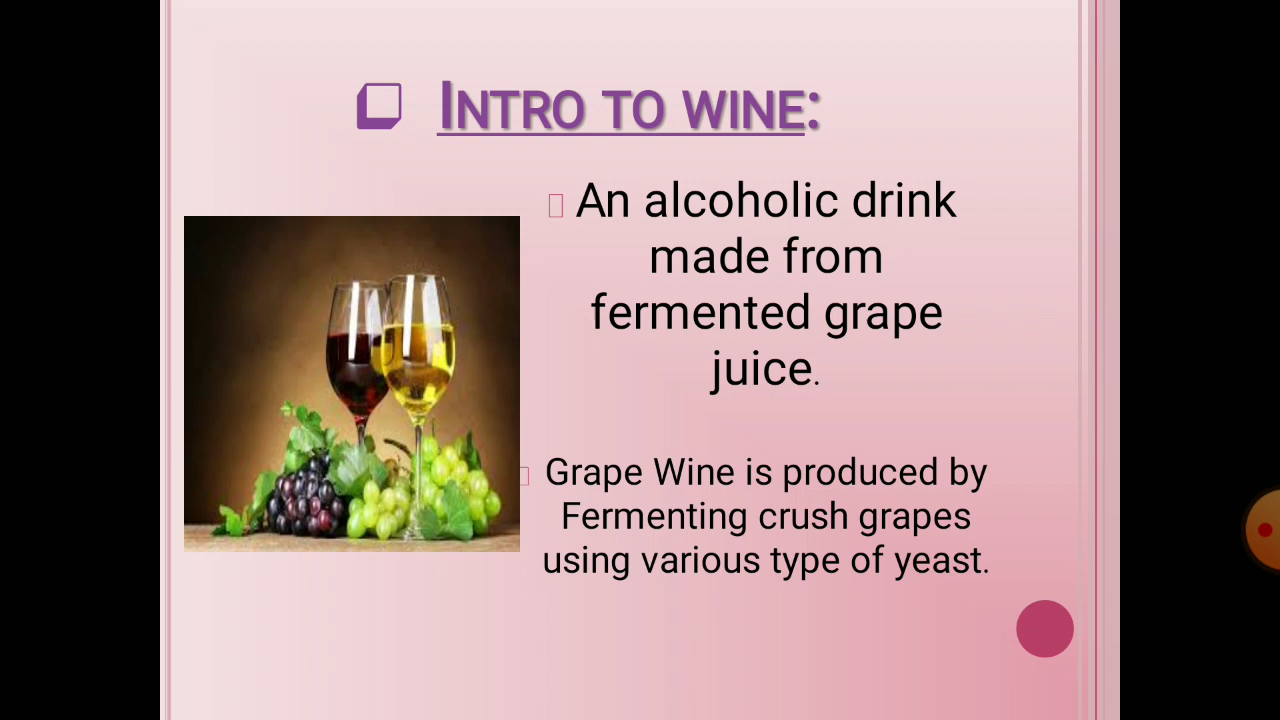 INTRO TO WINE:
An alcoholic drink
made from
fermented grape
juice.
Grape Wine is produced by
Fermenting crush grapes
using various type of yeast.